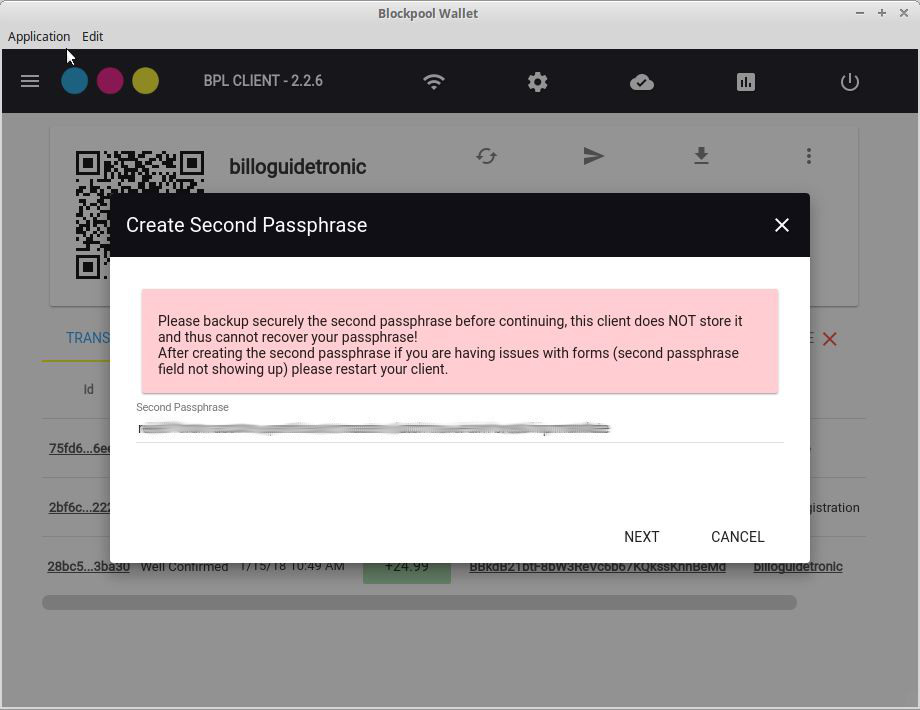 Blockpool Wallet
Application Edit
BPL CLIENT - 2.2.6
billoguidetronic
Create Second Passphrase
Please backup securely the second passphrase before continuing, this client does NOT store it
and thus cannot recover your passphrase!
After creating the second passphrase if you are having issues with forms (second passphrase
field not showing up) please restart your client.
TRANS
E
Id
Second Passphrase
75fd6...6ee
2bf6c...222
gistration
NEXT CANCEL
28bc5...3ba30 Well Confirmed 1/15/18 10:49 AM +24.99 BBkdB21btF8bW3ReVc6b67KQkssKnhBeMd billoguidetronic